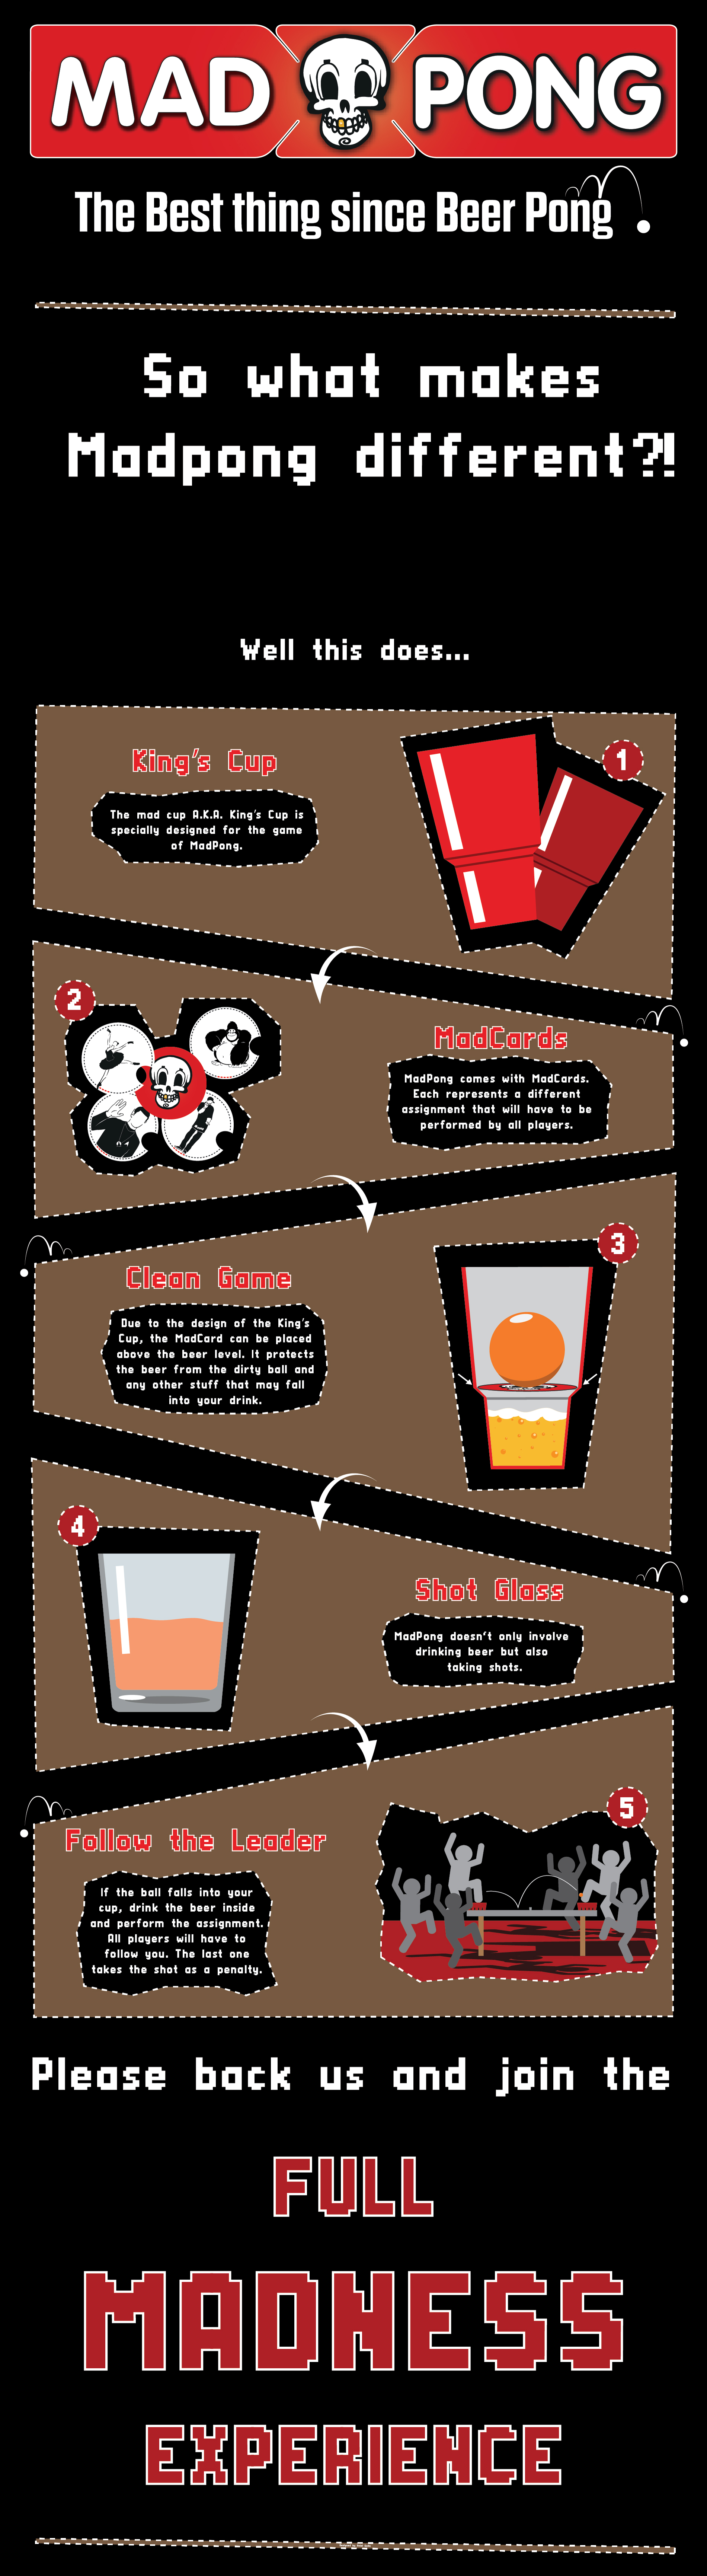 MAD PONG
The Best thing since Beer Pong
So what makes
Madpong different?!
Well this does...
1
King's Cup
The mad cup A.K.A. King's Cup is
specially designed for the game
of MadPong.
2
MadCards
MadPong comes with MadCards.
Each represents a different
assignment that will have to be
performed by all players.
3
Clean Game
Due to the design of the King's
Cup, the MadCard can be placed
above the beer level. It protects
the beer from the dirty ball and
any other stuff that may fall
into your drink.
4
Shot Glass
MadPong doesn't only involve
drinking beer but also
taking shots.
5
Follow the Leader
If the ball falls into your
cup, drink the beer inside
and perform the assignment.
All players will have to
follow you. The last one
takes the shot as a penalty.
Please back us and join the
FULL
MADNESS
EXPERIENCE